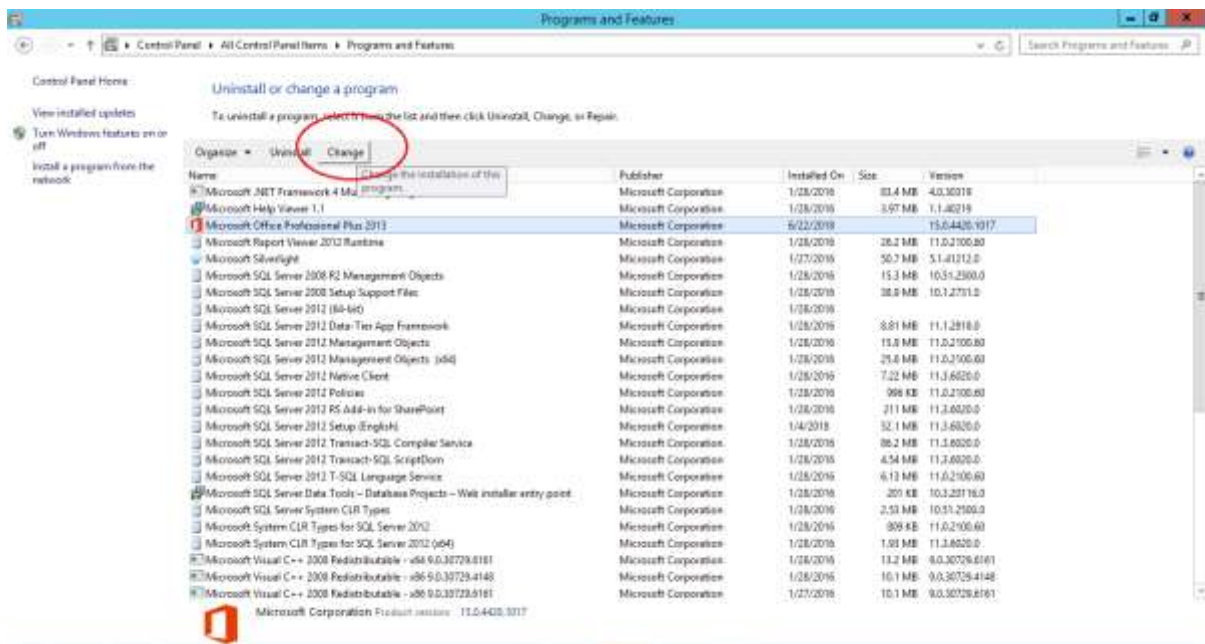 Programs and Features
Control Panel All Control Panel Items Programs and Features
Search Programs and Features
Control Panel Home
View installed updates
Turn Windows features on or off
Install a program from the network
Uninstall or change a program
To uninstall a program, select it from the list and then click Uninstall, Change, or Repair.
Organize Uninstall Change
Change the installation of this program.
Name Publisher Installed On Size Version
Microsoft .NET Framework 4 Microsoft Corporation 1/28/2016 83.4 MB 4.0.30319
Microsoft Help Viewer 1.1 Microsoft Corporation 1/28/2016 3.97 MB 1.1.40219
Microsoft Office Professional Plus 2013 Microsoft Corporation 6/22/2018 15.0.4420.1017
Microsoft Report Viewer 2012 Runtime Microsoft Corporation 1/28/2016 26.2 MB 11.0.2100.60
Microsoft Silverlight Microsoft Corporation 1/27/2016 50.7 MB 5.1.41212.0
Microsoft SQL Server 2008 R2 Management Objects Microsoft Corporation 1/28/2016 15.3 MB 10.51.2500.0
Microsoft SQL Server 2008 Setup Support Files Microsoft Corporation 1/28/2016 38.0 MB 10.1.2731.0
Microsoft SQL Server 2012 (64-bit) Microsoft Corporation 1/28/2016
Microsoft SQL Server 2012 Data-Tier App Framework Microsoft Corporation 1/28/2016 8.81 MB 11.1.2818.0
Microsoft SQL Server 2012 Management Objects Microsoft Corporation 1/28/2016 15.8 MB 11.0.2100.60
Microsoft SQL Server 2012 Management Objects (x64) Microsoft Corporation 1/28/2016 25.0 MB 11.0.2100.60
Microsoft SQL Server 2012 Native Client Microsoft Corporation 1/28/2016 7.22 MB 11.3.6020.0
Microsoft SQL Server 2012 Policies Microsoft Corporation 1/28/2016 996 KB 11.0.2100.60
Microsoft SQL Server 2012 RS Add-in for SharePoint Microsoft Corporation 1/28/2016 211 MB 11.3.6020.0
Microsoft SQL Server 2012 Setup (English) Microsoft Corporation 1/4/2018 52.1 MB 11.3.6020.0
Microsoft SQL Server 2012 Transact-SQL Compiler Service Microsoft Corporation 1/28/2016 86.2 MB 11.3.6020.0
Microsoft SQL Server 2012 Transact-SQL ScriptDom Microsoft Corporation 1/28/2016 4.54 MB 11.3.6020.0
Microsoft SQL Server 2012 T-SQL Language Service Microsoft Corporation 1/28/2016 6.13 MB 11.0.2100.60
Microsoft SQL Server Data Tools – Database Projects – Web installer entry point Microsoft Corporation 1/28/2016 201 KB 10.3.20116.0
Microsoft SQL Server System CLR Types Microsoft Corporation 1/28/2016 2.53 MB 10.51.2500.0
Microsoft System CLR Types for SQL Server 2012 Microsoft Corporation 1/28/2016 809 KB 11.0.2100.60
Microsoft System CLR Types for SQL Server 2012 (x64) Microsoft Corporation 1/28/2016 1.93 MB 11.3.6020.0
Microsoft Visual C++ 2008 Redistributable - x64 9.0.30729.6161 Microsoft Corporation 1/28/2016 13.2 MB 9.0.30729.6161
Microsoft Visual C++ 2008 Redistributable - x86 9.0.30729.4148 Microsoft Corporation 1/28/2016 10.1 MB 9.0.30729.4148
Microsoft Visual C++ 2008 Redistributable - x86 9.0.30729.6161 Microsoft Corporation 1/27/2016 10.1 MB 9.0.30729.6161
Microsoft Corporation Product version: 15.0.4420.1017